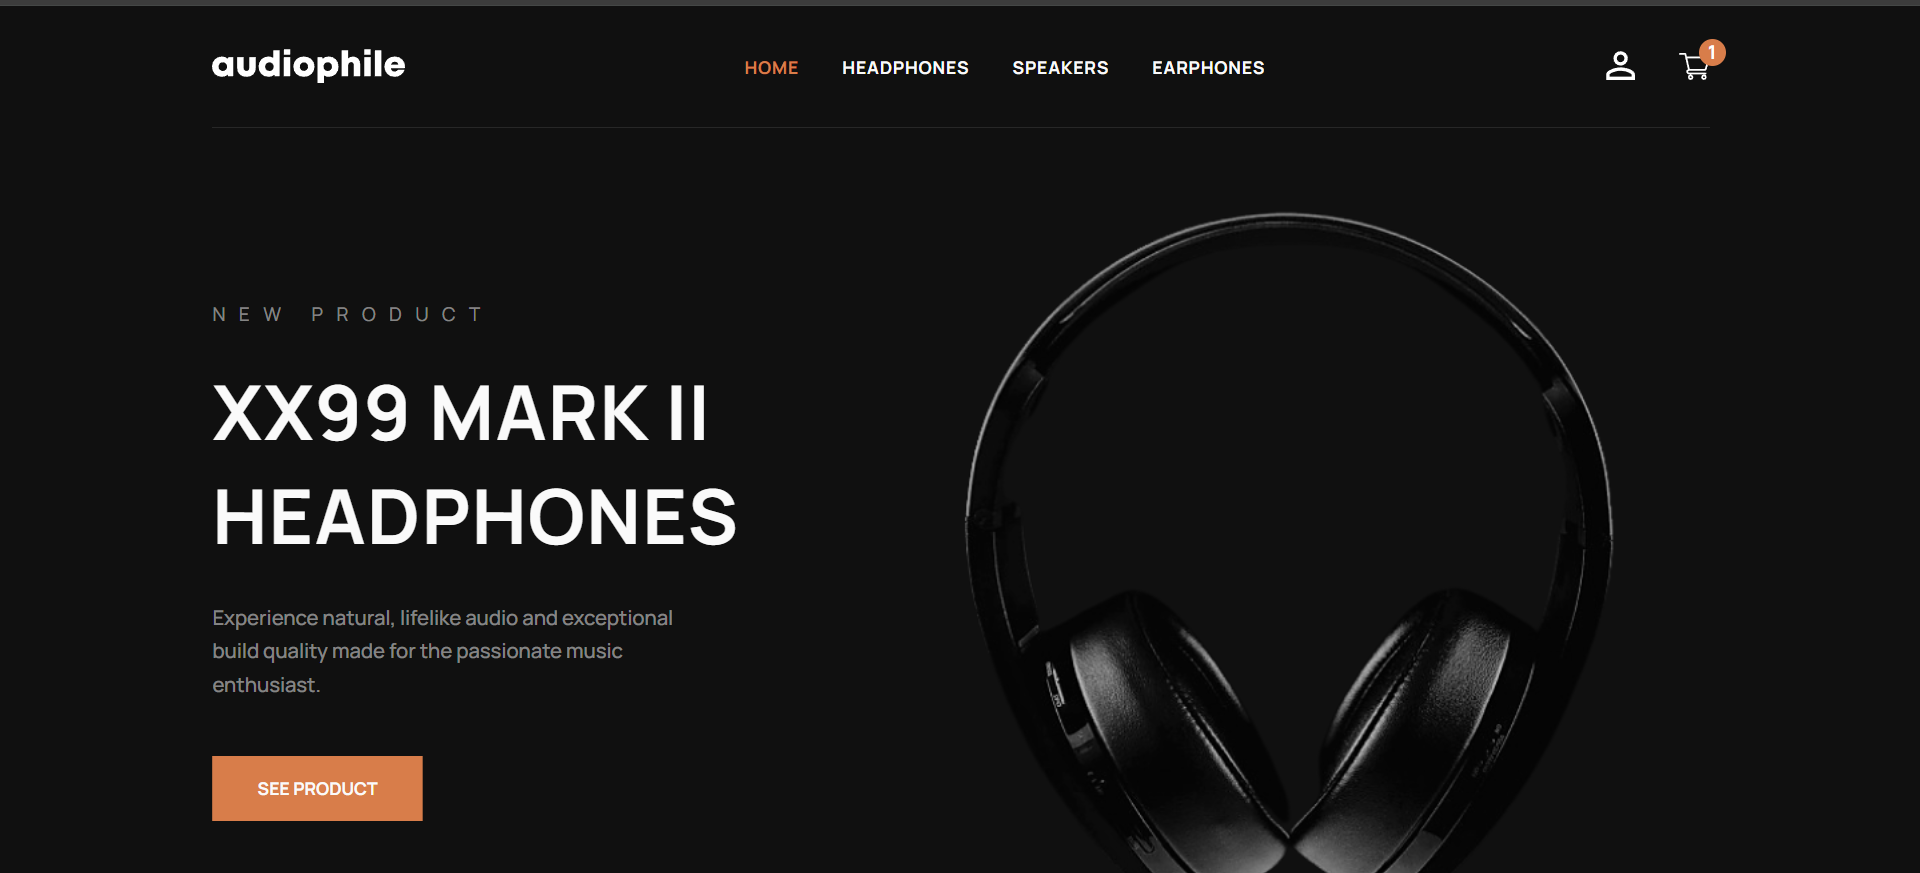 audiophile
HOME HEADPHONES SPEAKERS EARPHONES
1
NEW PRODUCT
XX99 MARK II
HEADPHONES
Experience natural, lifelike audio and exceptional
build quality made for the passionate music
enthusiast.
SEE PRODUCT